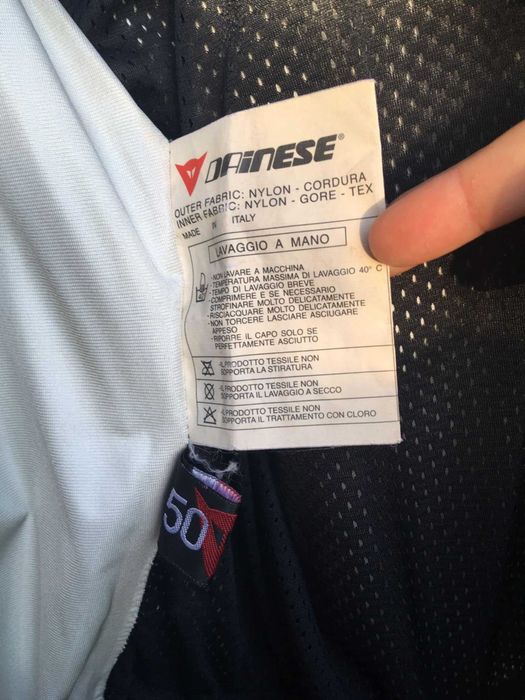 DAINESE®
OUTER FABRIC: NYLON - CORDURA
INNER FABRIC: NYLON - GORE - TEX
MADE IN ITALY
LAVAGGIO A MANO
-NON LAVARE A MACCHINA
-TEMPERATURA MASSIMA DI LAVAGGIO 40° C
-TEMPO DI LAVAGGIO BREVE
-COMPRIMERE E SE NECESSARIO
STROFINARE MOLTO DELICATAMENTE
-RISCIACQUARE MOLTO DELICATAMENTE
-NON TORCERE LASCIARE ASCIUGARE
APPESO
-RIPORRE IL CAPO SOLO SE
PERFETTAMENTE ASCIUTTO
-IL PRODOTTO TESSILE NON
SOPPORTA LA STIRATURA
-IL PRODOTTO TESSILE NON
SOPPORTA IL LAVAGGIO A SECCO
-IL PRODOTTO TESSILE NON
SOPPORTA IL TRATTAMENTO CON CLORO
50